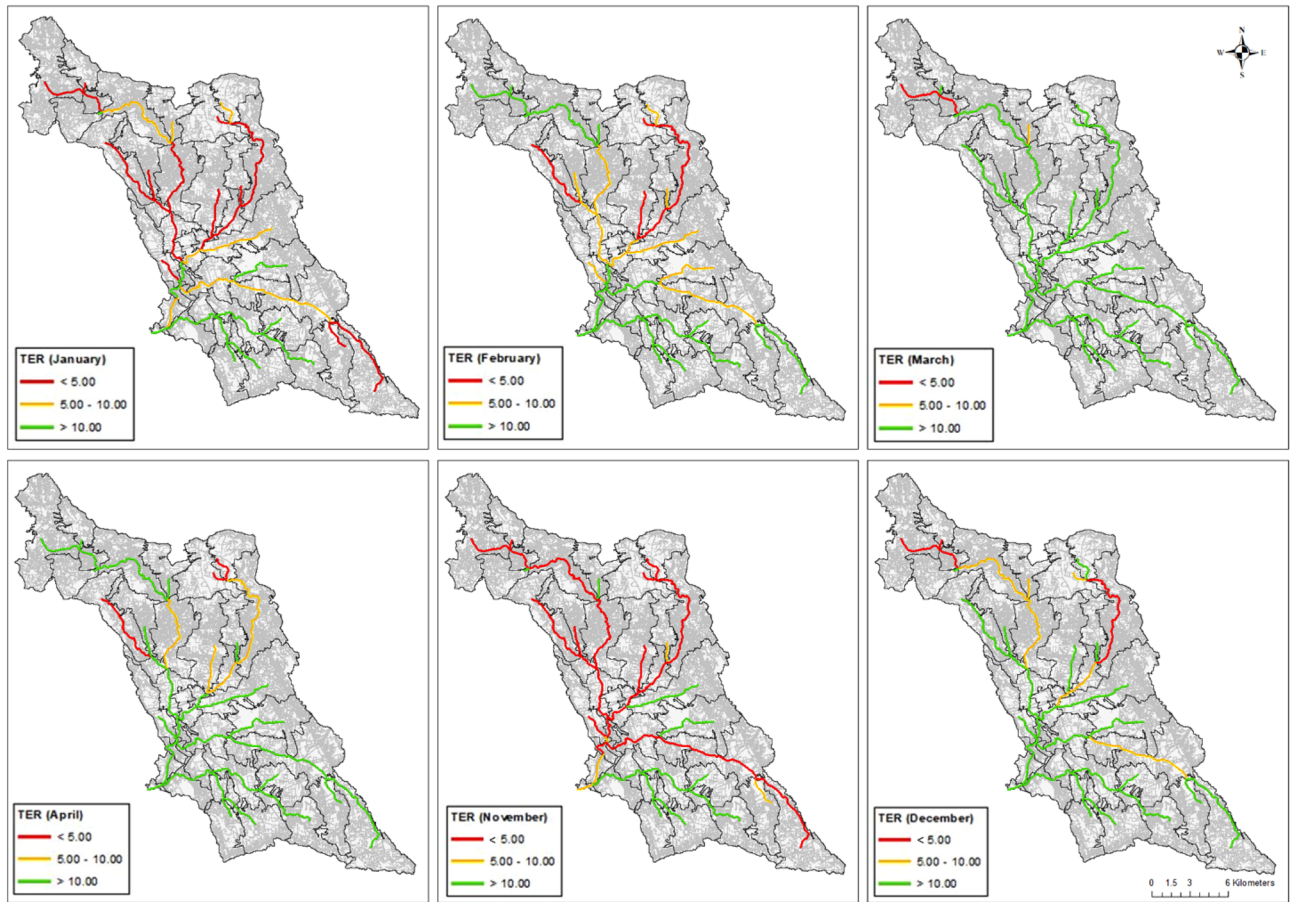 N
W E
S
TER (January)
< 5.00
5.00 - 10.00
> 10.00
TER (February)
< 5.00
5.00 - 10.00
> 10.00
TER (March)
< 5.00
5.00 - 10.00
> 10.00
TER (April)
< 5.00
5.00 - 10.00
> 10.00
TER (November)
< 5.00
5.00 - 10.00
> 10.00
TER (December)
< 5.00
5.00 - 10.00
> 10.00
0 1.5 3 6 Kilometers